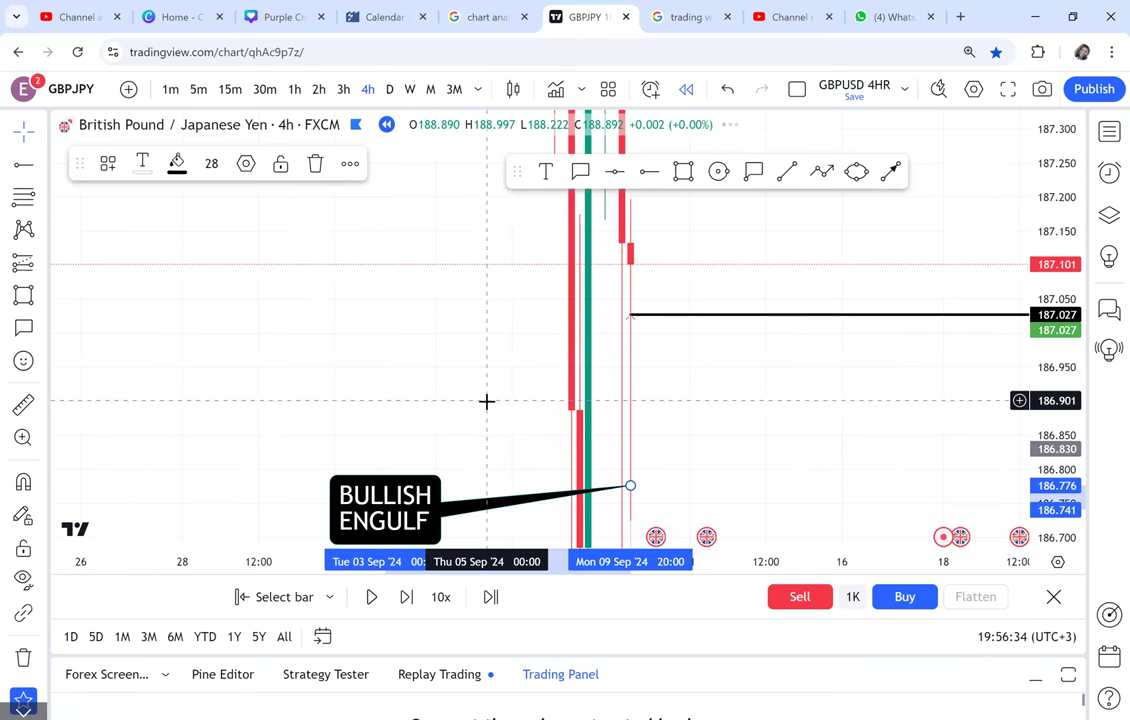 Channel a
Home - C
Purple Cr
Calendar
chart ana
GBPJPY 18
trading w
Channel a
(4) Whats
tradingview.com/chart/qhAc9p7z/
E
2
GBPJPY
1m 5m 15m 30m 1h 2h 3h 4h D W M 3M
GBPUSD 4HR
Save
Publish
British Pound / Japanese Yen · 4h · FXCM
O188.890 H188.997 L188.222 C188.892 +0.002 (+0.00%)
28
187.300
187.250
187.200
187.150
187.101
187.050
187.027
187.027
186.950
186.901
186.850
186.830
186.800
186.776
186.741
186.700
BULLISH
ENGULF
26 28 12:00 Tue 03 Sep '24 00: Thu 05 Sep '24 00:00 Mon 09 Sep '24 20:00 12:00 16 18 12:00
Select bar 10x
Sell 1K Buy Flatten
1D 5D 1M 3M 6M YTD 1Y 5Y All
19:56:34 (UTC+3)
Forex Screen... Pine Editor Strategy Tester Replay Trading Trading Panel